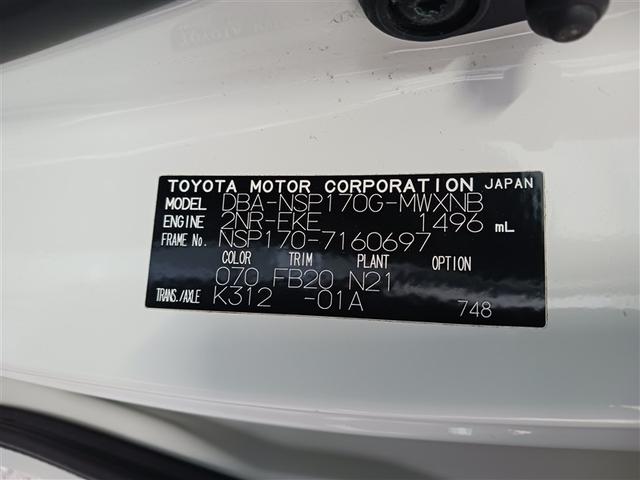 TOYOTA MOTOR CORPORATION JAPAN
MODEL DBA-NSP170G-MWXNB
ENGINE 2NR-FKE 1496 mL
FRAME No. NSP170-7160697
COLOR TRIM PLANT OPTION
070 FB20 N21
TRANS./AXLE K312 -01A
748